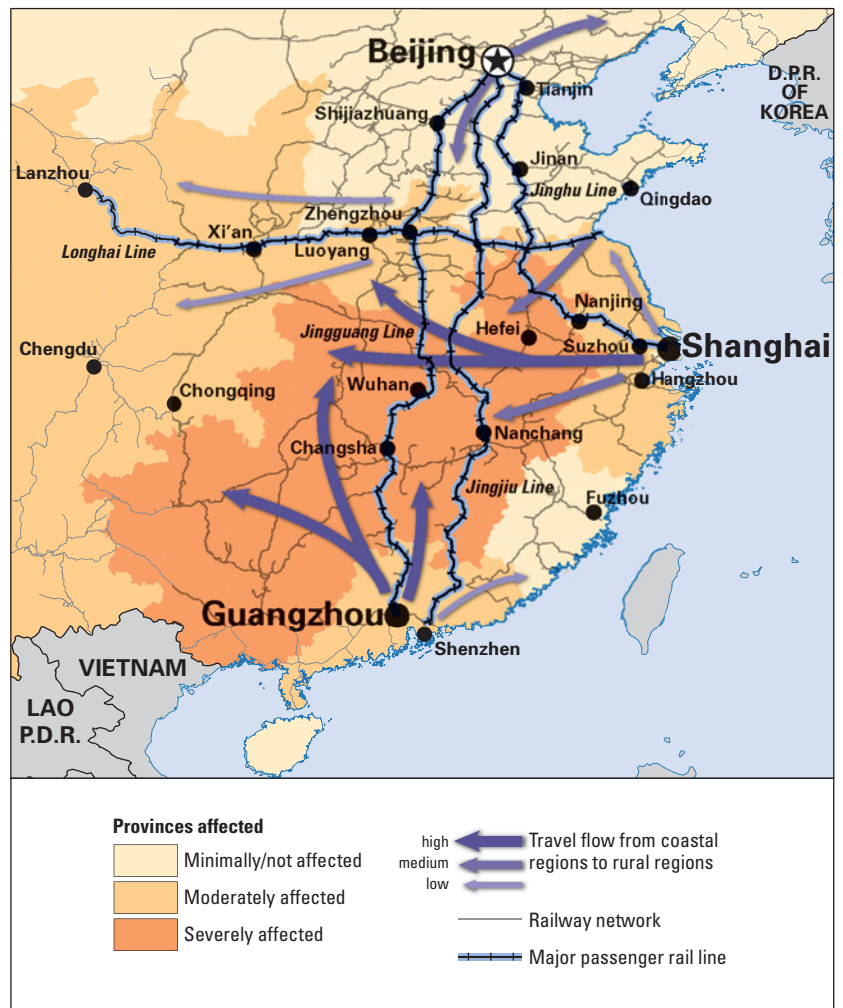 Beijing
D.P.R.
OF
KOREA
Tianjin
Shijiazhuang
Jinan
Lanzhou
Jinghu Line
Qingdao
Zhengzhou
Xi'an
Longhai Line
Luoyang
Nanjing
Jingguang Line
Hefei
Suzhou
Shanghai
Chengdu
Wuhan
Hangzhou
Chongqing
Nanchang
Changsha
Jingjiu Line
Fuzhou
Guangzhou
Shenzhen
VIETNAM
LAO
P.D.R.
Provinces affected
Minimally/not affected
Moderately affected
Severely affected
high
medium
low
Travel flow from coastal
regions to rural regions
Railway network
Major passenger rail line